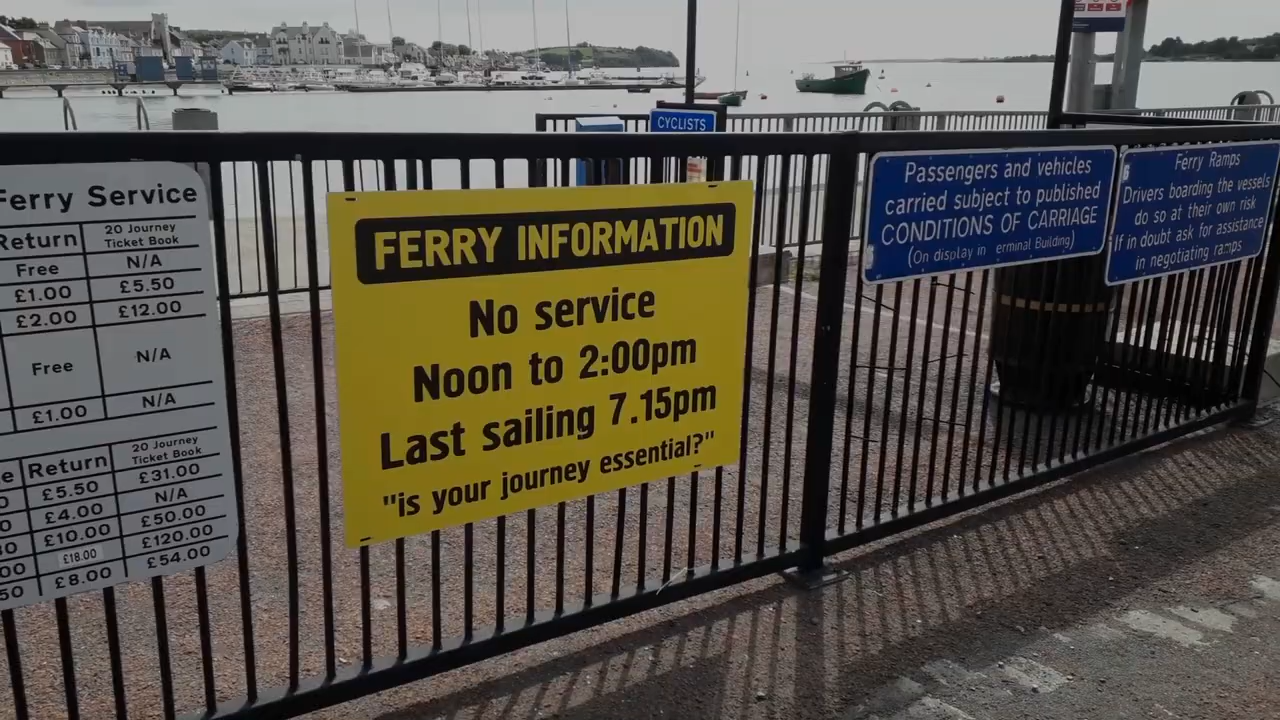 Ferry Service
Return 20 Journey
Ticket Book
Free N/A
£1.00 £5.50
£2.00 £12.00
Free N/A
£1.00 N/A
Return 20 Journey
Ticket Book
£5.50 £31.00
£4.00 N/A
£10.00 £50.00
£18.00 £120.00
£8.00 £54.00
FERRY INFORMATION
No service
Noon to 2:00pm
Last sailing 7.15pm
"is your journey essential?"
CYCLISTS
Passengers and vehicles
carried subject to published
CONDITIONS OF CARRIAGE
(On display in erminal Building)
Ferry Ramps
Drivers boarding the vessels
do so at their own risk
If in doubt ask for assistance
in negotiating ramps